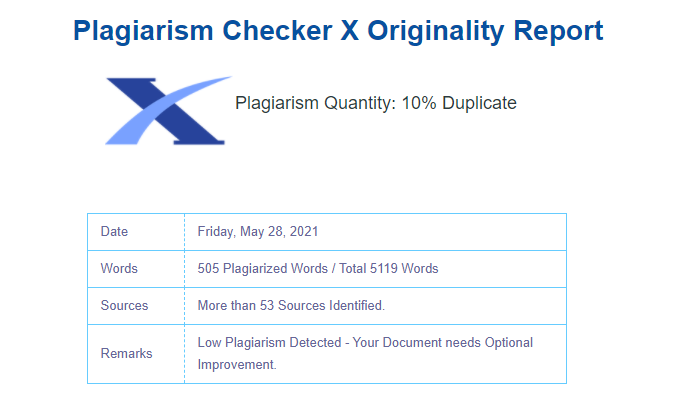 Plagiarism Checker X Originality Report
Plagiarism Quantity: 10% Duplicate
Date
Friday, May 28, 2021
Words
505 Plagiarized Words / Total 5119 Words
Sources
More than 53 Sources Identified.
Remarks
Low Plagiarism Detected - Your Document needs Optional
Improvement.